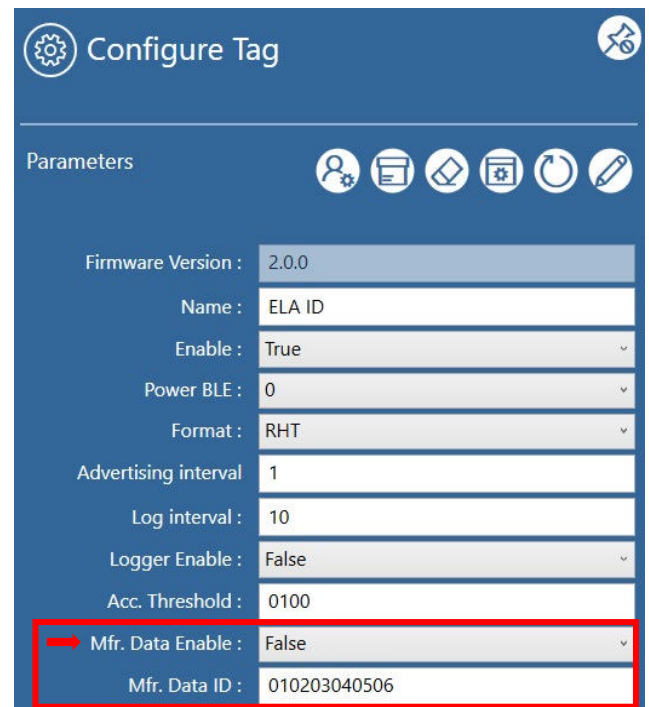 Configure Tag
Parameters
Firmware Version : 2.0.0
Name : ELA ID
Enable : True
Power BLE : 0
Format : RHT
Advertising interval 1
Log interval : 10
Logger Enable : False
Acc. Threshold : 0100
Mfr. Data Enable : False
Mfr. Data ID : 010203040506